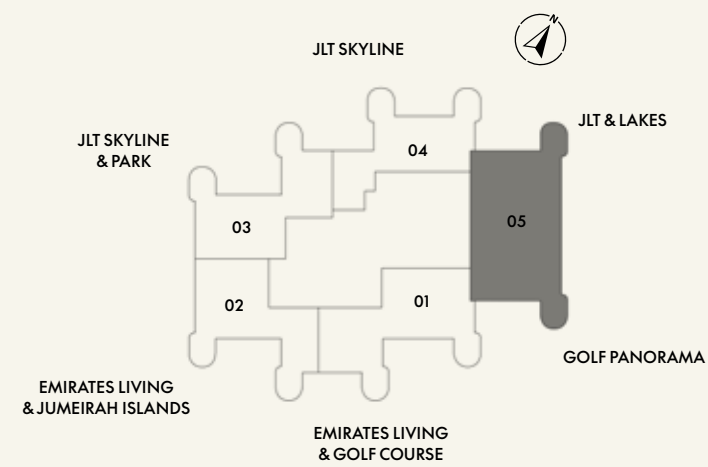 N
JLT SKYLINE
JLT & LAKES
JLT SKYLINE
& PARK
04
05
03
02
01
GOLF PANORAMA
EMIRATES LIVING
& JUMEIRAH ISLANDS
EMIRATES LIVING
& GOLF COURSE